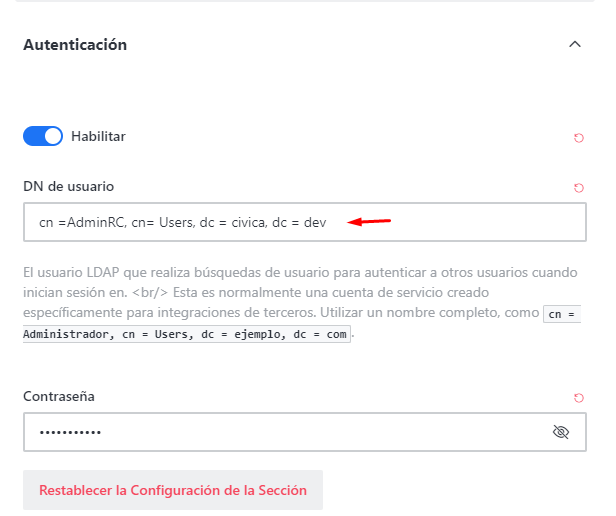 Autenticación
Habilitar
DN de usuario
cn =AdminRC, cn= Users, dc = civica, dc = dev
El usuario LDAP que realiza búsquedas de usuario para autenticar a otros usuarios cuando
inician sesión en. <br/> Esta es normalmente una cuenta de servicio creado
específicamente para integraciones de terceros. Utilizar un nombre completo, como cn =
Administrador, cn = Users, dc = ejemplo, dc = com.
Contraseña
•••••••••••
Restablecer la Configuración de la Sección